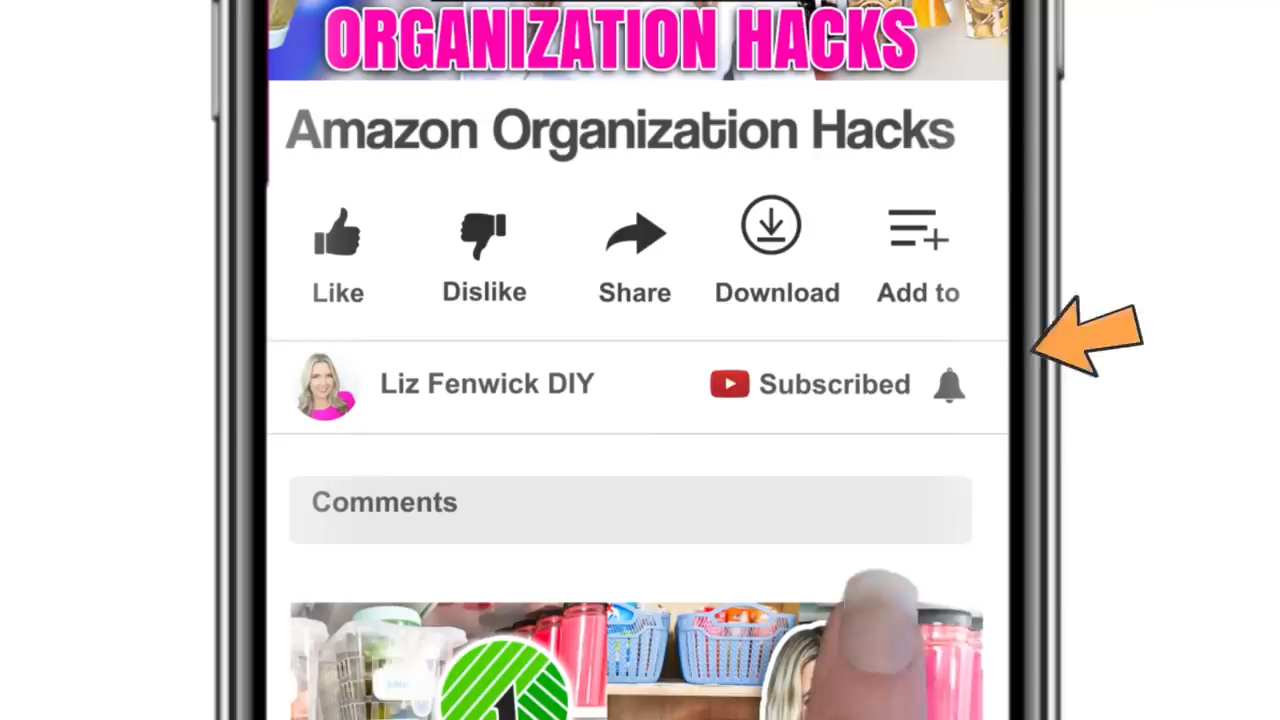 ORGANIZATION HACKS
Amazon Organization Hacks
Like Dislike Share Download Add to
Liz Fenwick DIY Subscribed
Comments